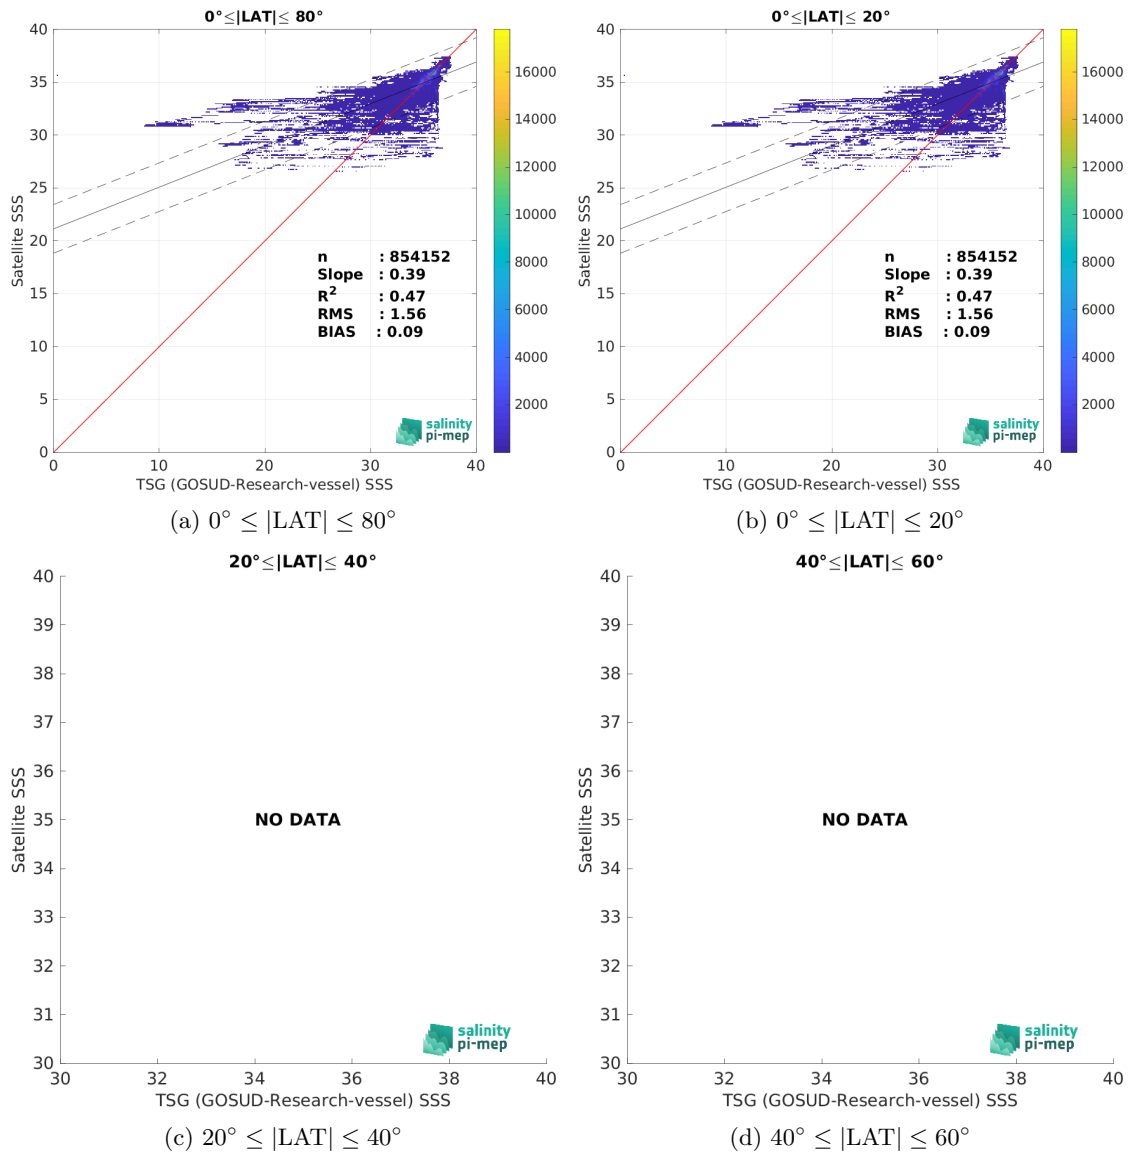 0°≤|LAT|≤ 80°
40
35
30
25
20
15
10
5
0
Satellite SSS
n : 854152
Slope : 0.39
R² : 0.47
RMS : 1.56
BIAS : 0.09
salinity
pi-mep
0 10 20 30 40
TSG (GOSUD-Research-vessel) SSS
16000
14000
12000
10000
8000
6000
4000
2000
(a) 0° ≤ |LAT| ≤ 80°
0°≤|LAT|≤ 20°
40
35
30
25
20
15
10
5
0
Satellite SSS
n : 854152
Slope : 0.39
R² : 0.47
RMS : 1.56
BIAS : 0.09
salinity
pi-mep
0 10 20 30 40
TSG (GOSUD-Research-vessel) SSS
16000
14000
12000
10000
8000
6000
4000
2000
(b) 0° ≤ |LAT| ≤ 20°
20°≤|LAT|≤ 40°
40
39
38
37
36
35
34
33
32
31
30
Satellite SSS
NO DATA
salinity
pi-mep
30 32 34 36 38 40
TSG (GOSUD-Research-vessel) SSS
(c) 20° ≤ |LAT| ≤ 40°
40°≤|LAT|≤ 60°
40
39
38
37
36
35
34
33
32
31
30
Satellite SSS
NO DATA
salinity
pi-mep
30 32 34 36 38 40
TSG (GOSUD-Research-vessel) SSS
(d) 40° ≤ |LAT| ≤ 60°